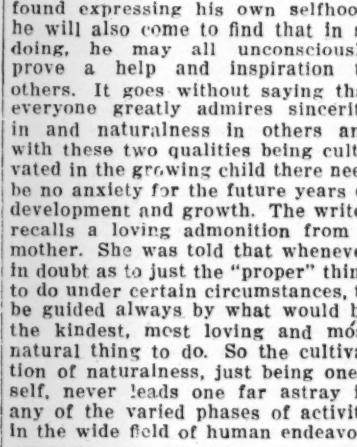 found expressing his own selfhoo
he will also come to find that in s
doing, he may all unconsciousl
prove a help and inspiration t
others. It goes without saying tha
everyone greatly admires sincerit
in and naturalness in others an
with these two qualities being culti
vated in the growing child there nee
be no anxiety for the future years o
development and growth. The write
recalls a loving admonition from
mother. She was told that wheneve
in doubt as to just the "proper" thin
to do under certain circumstances, t
be guided always by what would b
the kindest, most loving and mos
natural thing to do. So the cultiva
tion of naturalness, just being one
self, never leads one far astray i
any of the varied phases of activit
in the wide field of human endeavo